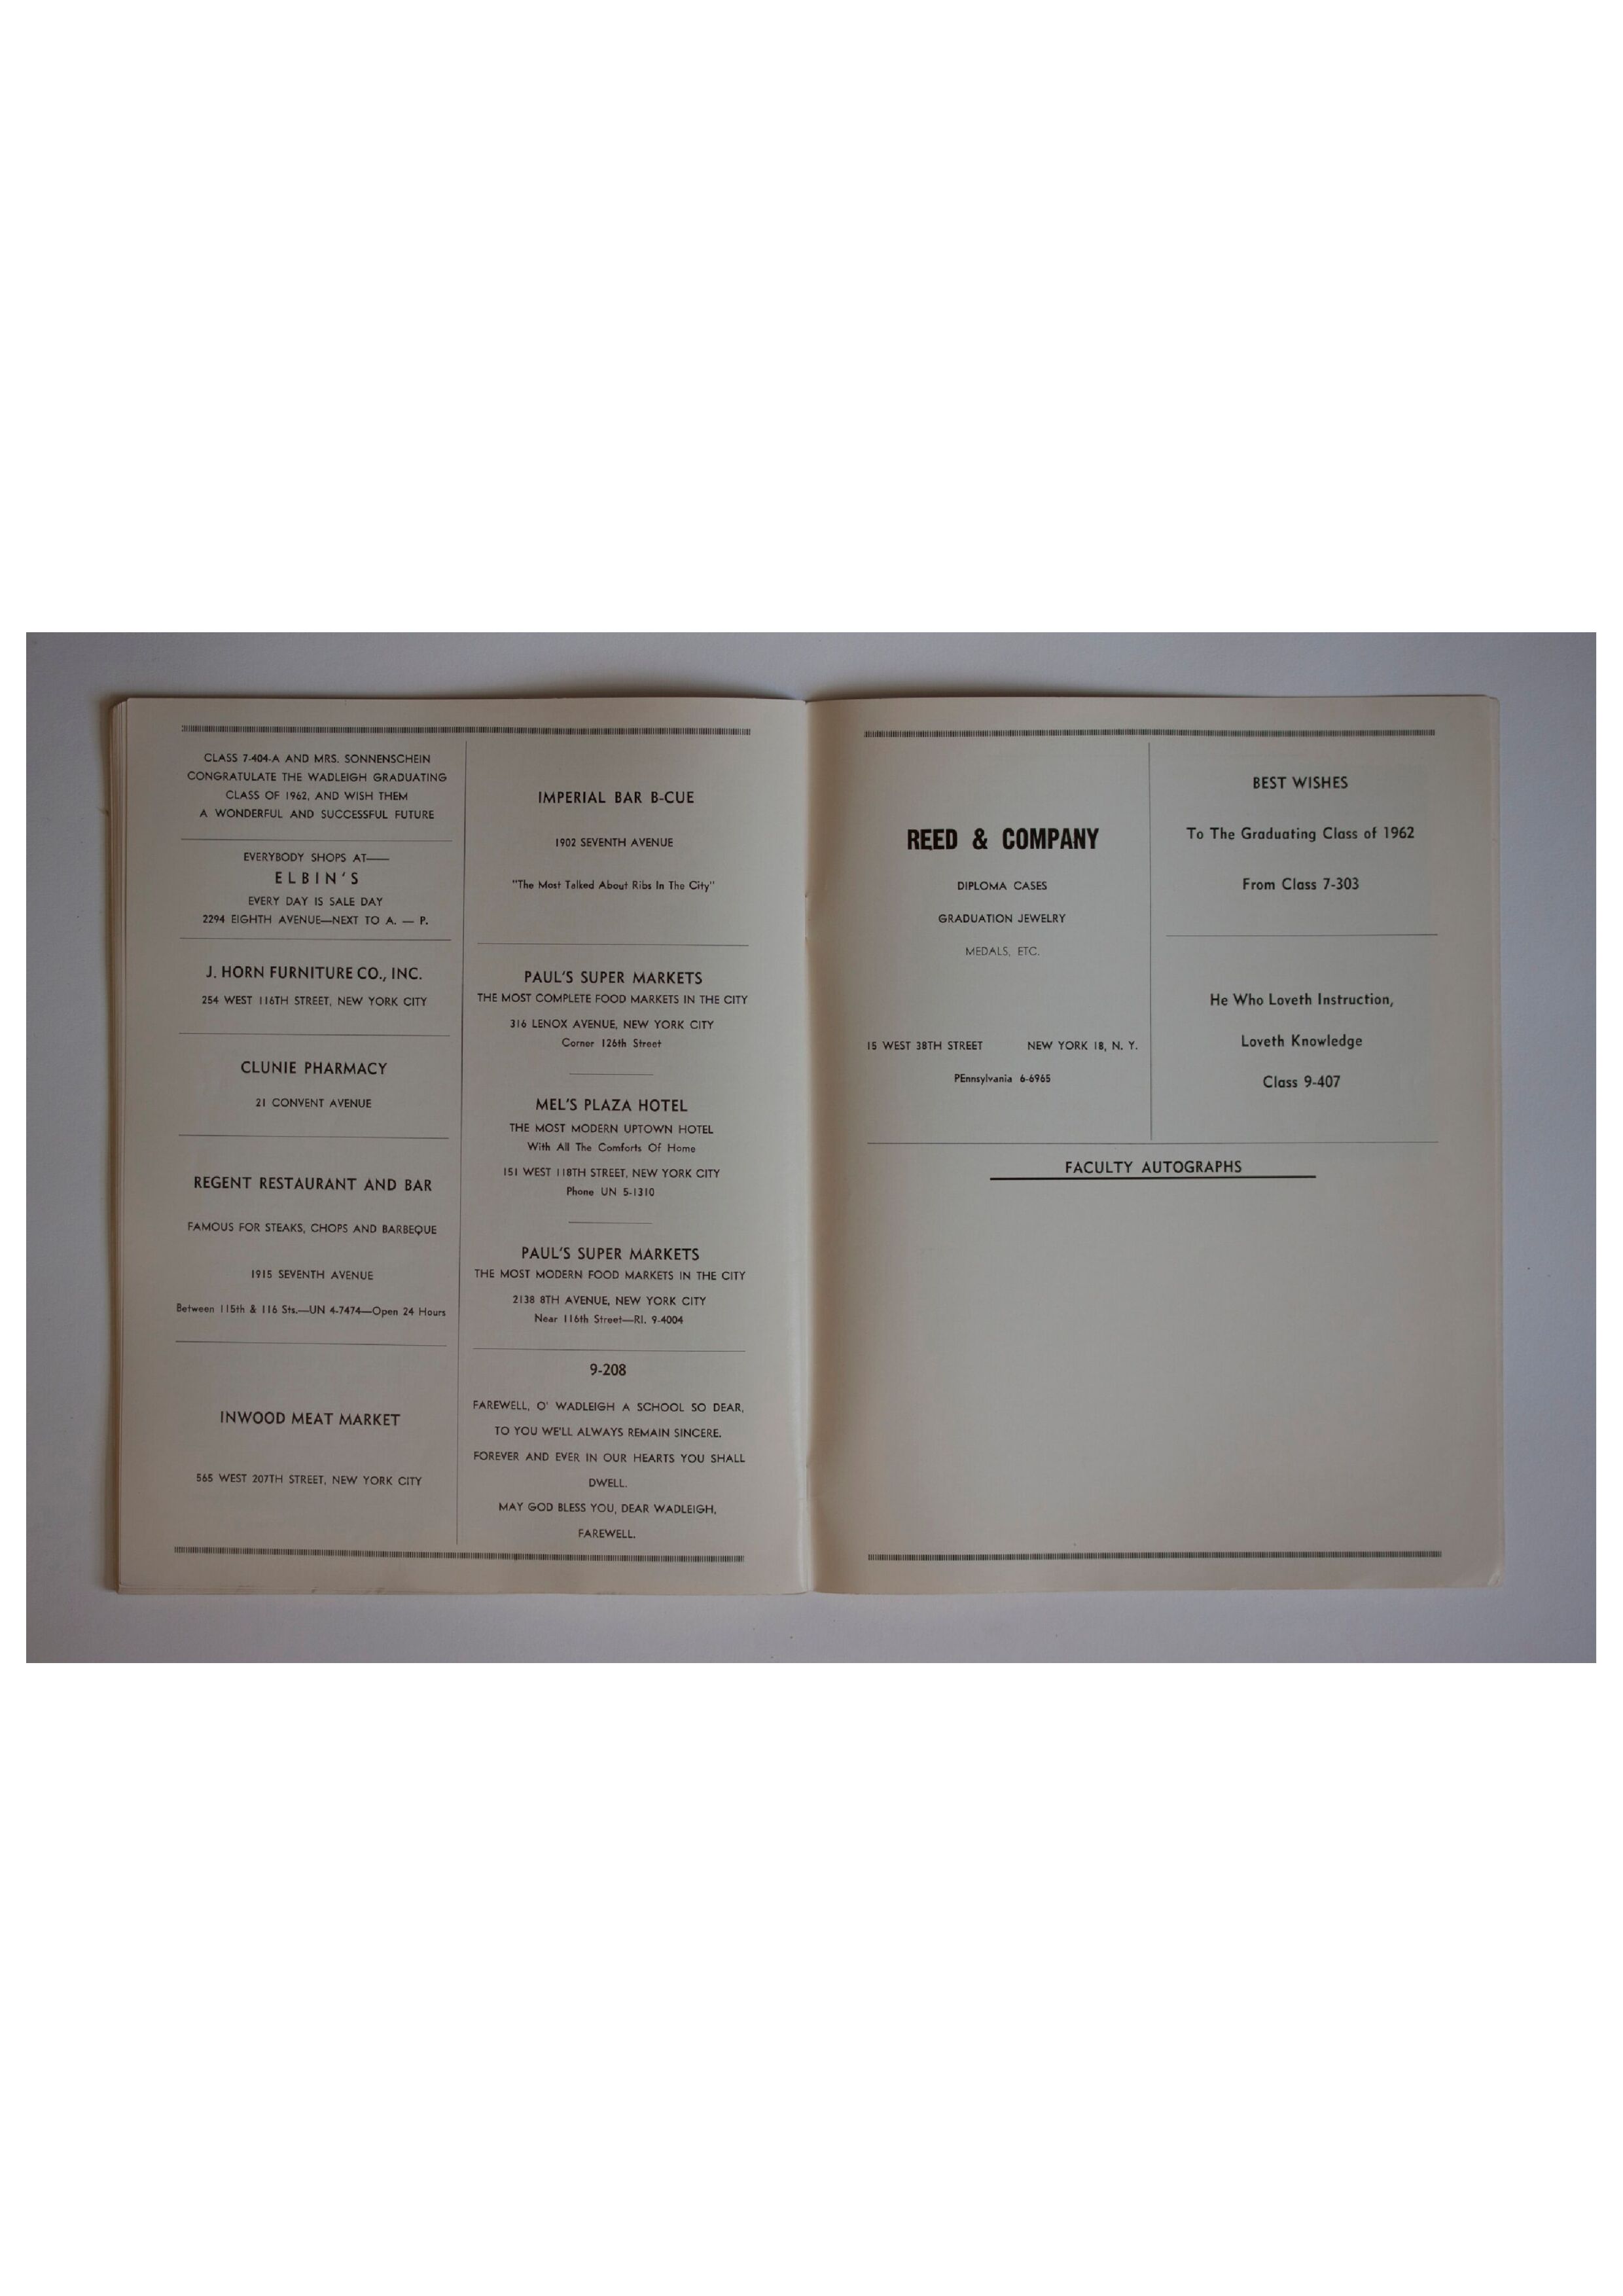 CLASS 7-404-A AND MRS. SONNENSCHEIN
CONGRATULATE THE WADLEIGH GRADUATING
CLASS OF 1962, AND WISH THEM
A WONDERFUL AND SUCCESSFUL FUTURE
EVERYBODY SHOPS AT—
ELBIN'S
EVERY DAY IS SALE DAY
2294 EIGHTH AVENUE—NEXT TO A. — P.
J. HORN FURNITURE CO., INC.
254 WEST 116TH STREET, NEW YORK CITY
CLUNIE PHARMACY
21 CONVENT AVENUE
REGENT RESTAURANT AND BAR
FAMOUS FOR STEAKS, CHOPS AND BARBEQUE
1915 SEVENTH AVENUE
Between 115th & 116 Sts.—UN 4-7474—Open 24 Hours
INWOOD MEAT MARKET
565 WEST 207TH STREET, NEW YORK CITY
IMPERIAL BAR B-CUE
1902 SEVENTH AVENUE
"The Most Talked About Ribs In The City"
PAUL'S SUPER MARKETS
THE MOST COMPLETE FOOD MARKETS IN THE CITY
316 LENOX AVENUE, NEW YORK CITY
Corner 126th Street
MEL'S PLAZA HOTEL
THE MOST MODERN UPTOWN HOTEL
With All The Comforts Of Home
151 WEST 118TH STREET, NEW YORK CITY
Phone UN 5-1310
PAUL'S SUPER MARKETS
THE MOST MODERN FOOD MARKETS IN THE CITY
2138 8TH AVENUE, NEW YORK CITY
Near 116th Street—RI. 9-4004
9-208
FAREWELL, O' WADLEIGH A SCHOOL SO DEAR,
TO YOU WE'LL ALWAYS REMAIN SINCERE.
FOREVER AND EVER IN OUR HEARTS YOU SHALL
DWELL.
MAY GOD BLESS YOU, DEAR WADLEIGH,
FAREWELL.
REED & COMPANY
DIPLOMA CASES
GRADUATION JEWELRY
MEDALS, ETC.
15 WEST 38TH STREET NEW YORK 18, N. Y.
PEnnsylvania 6-6965
BEST WISHES
To The Graduating Class of 1962
From Class 7-303
He Who Loveth Instruction,
Loveth Knowledge
Class 9-407
FACULTY AUTOGRAPHS